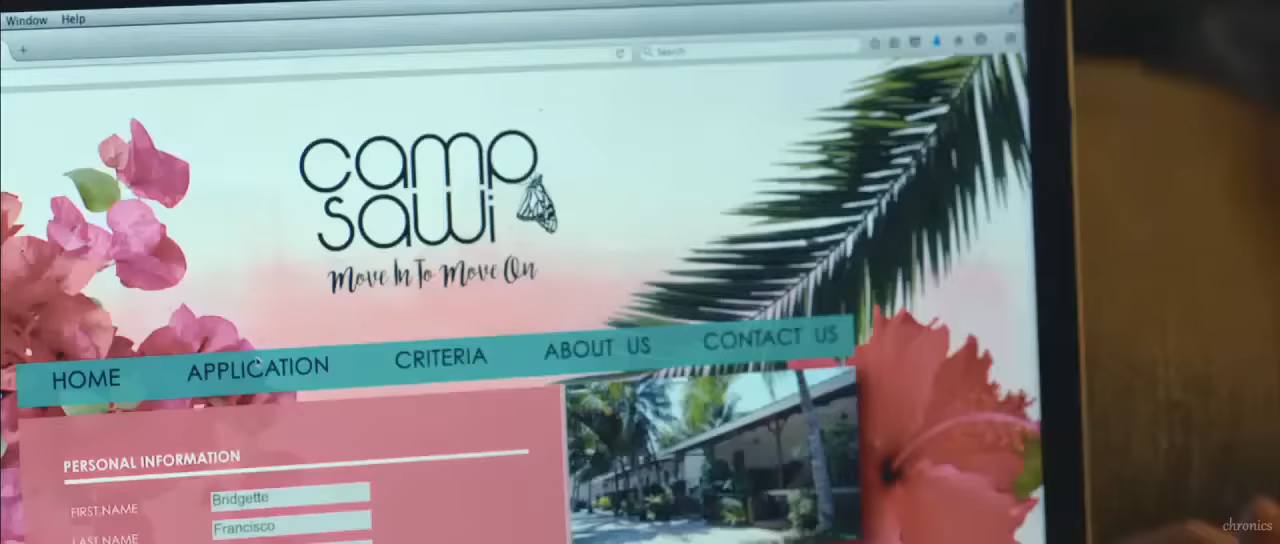 Window Help
+
Search
camp
sawi
Move In To Move On
HOME APPLICATION CRITERIA ABOUT US CONTACT US
PERSONAL INFORMATION
FIRST NAME Bridgette
LAST NAME Francisco
chronics